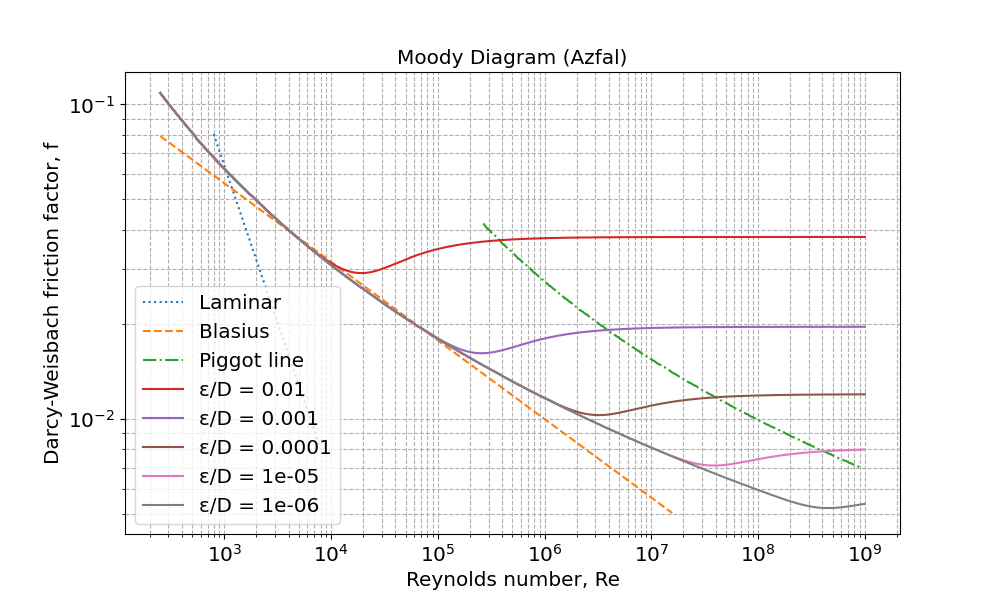 Moody Diagram (Azfal)
Darcy-Weisbach friction factor, f
10⁻¹
10⁻²
Laminar
Blasius
Piggot line
ε/D = 0.01
ε/D = 0.001
ε/D = 0.0001
ε/D = 1e-05
ε/D = 1e-06
10³ 10⁴ 10⁵ 10⁶ 10⁷ 10⁸ 10⁹
Reynolds number, Re